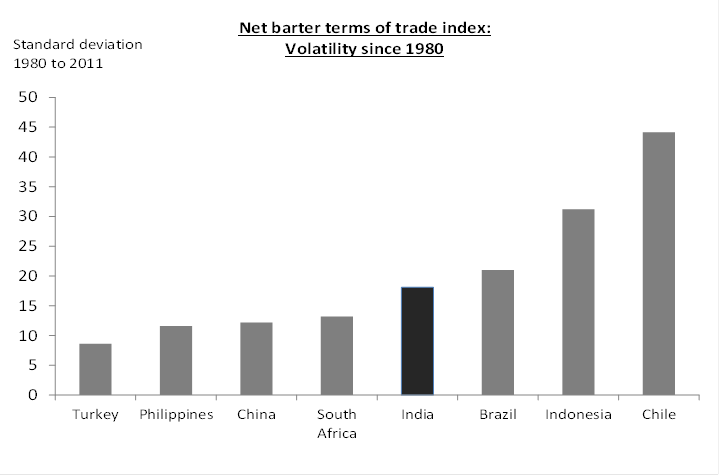 Net barter terms of trade index:
Volatility since 1980
Standard deviation
1980 to 2011
50
45
40
35
30
25
20
15
10
5
0
Turkey
Philippines
China
South
Africa
India
Brazil
Indonesia
Chile